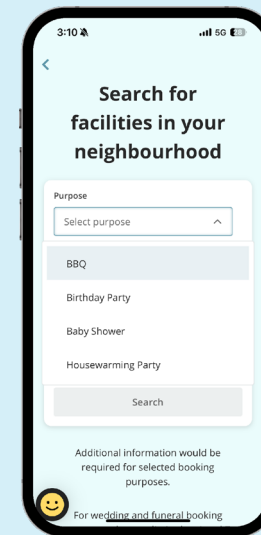 3:10
5G
Search for
facilities in your
neighbourhood
Purpose
Select purpose
BBQ
Birthday Party
Baby Shower
Housewarming Party
Search
Additional information would be
required for selected booking
purposes.
For wedding and funeral booking